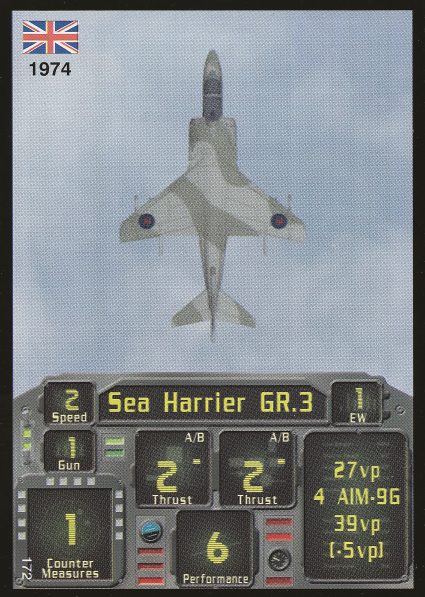 1974
Sea Harrier GR.3
2
Speed
1
EW
1
Gun
A/B
2 -
Thrust
A/B
2 -
Thrust
27vp
4 AIM-9G
39vp
(-5vp)
1
Counter
Measures
6
Performance
172